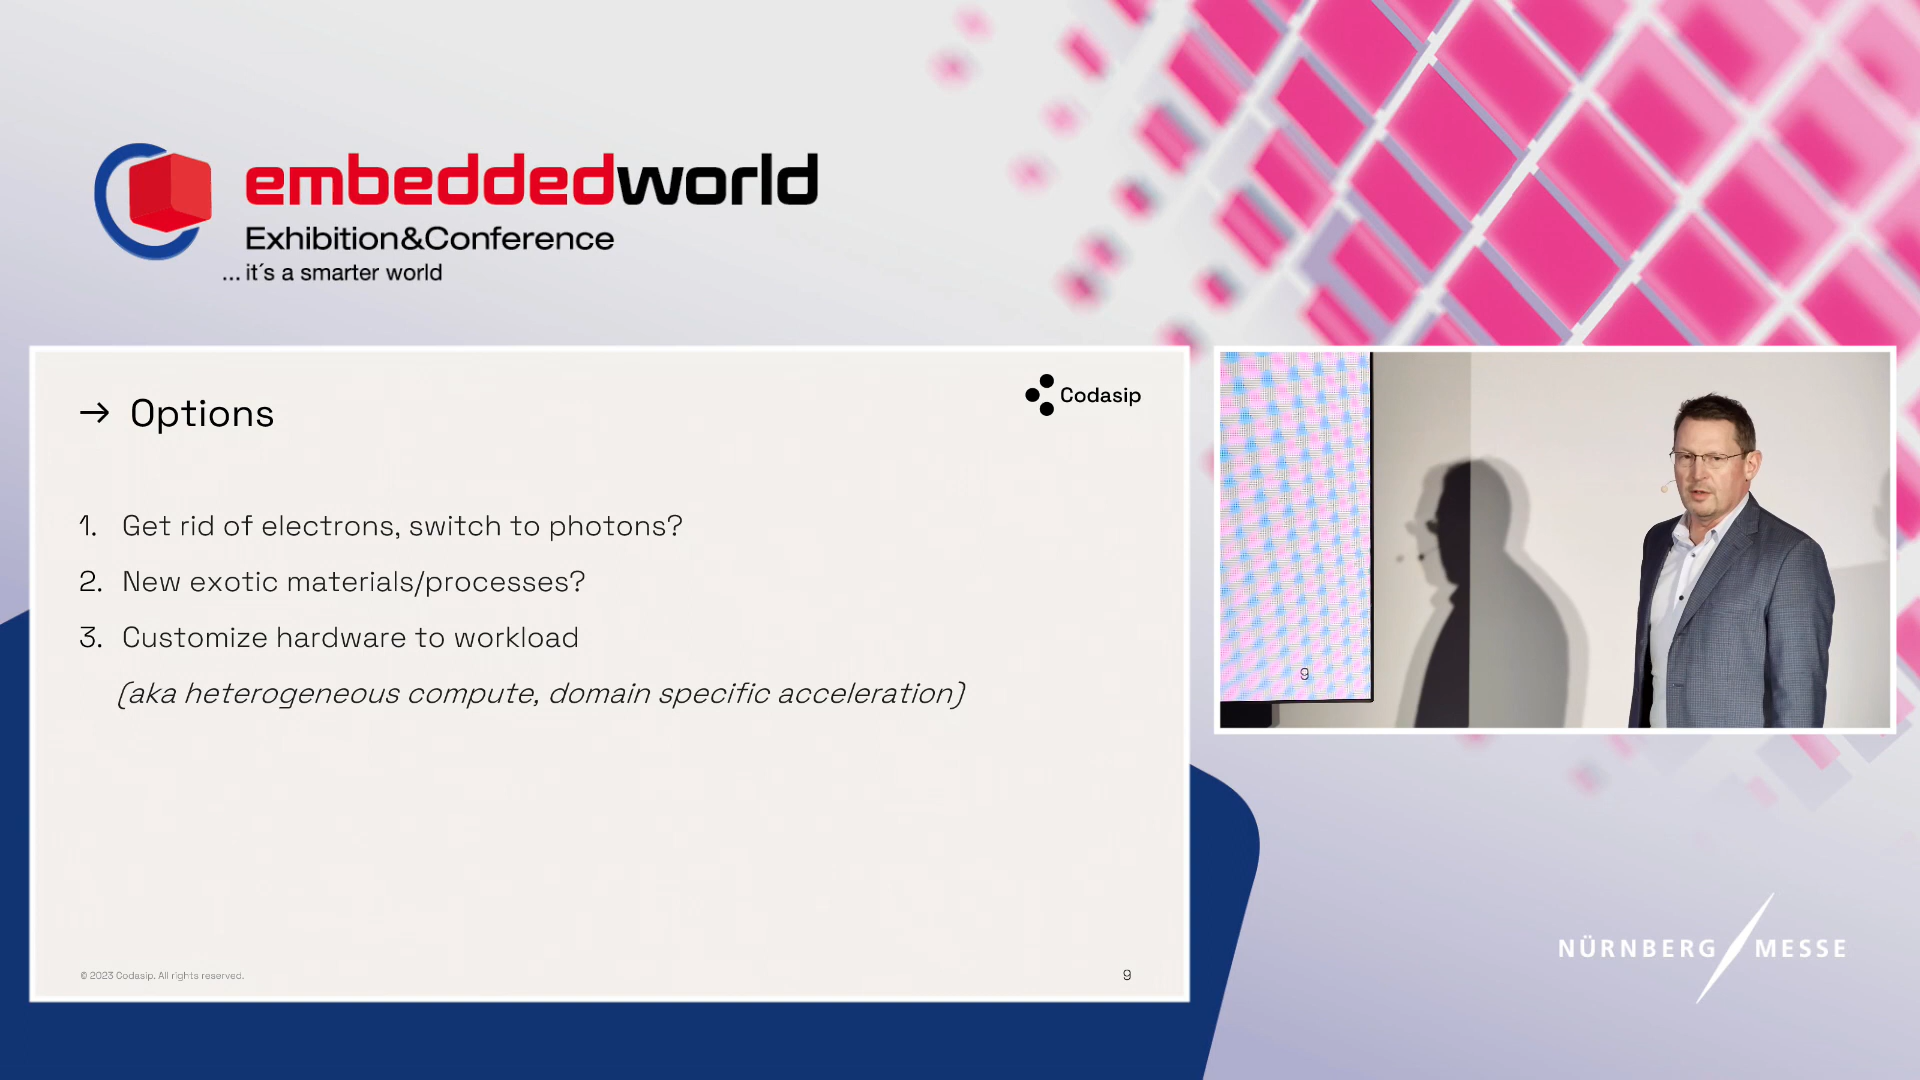 embeddedworld
Exhibition&Conference
... it´s a smarter world
→ Options
Codasip
1. Get rid of electrons, switch to photons?
2. New exotic materials/processes?
3. Customize hardware to workload
(aka heterogeneous compute, domain specific acceleration)
© 2023 Codasip. All rights reserved.
9
9
NÜRNBERG MESSE